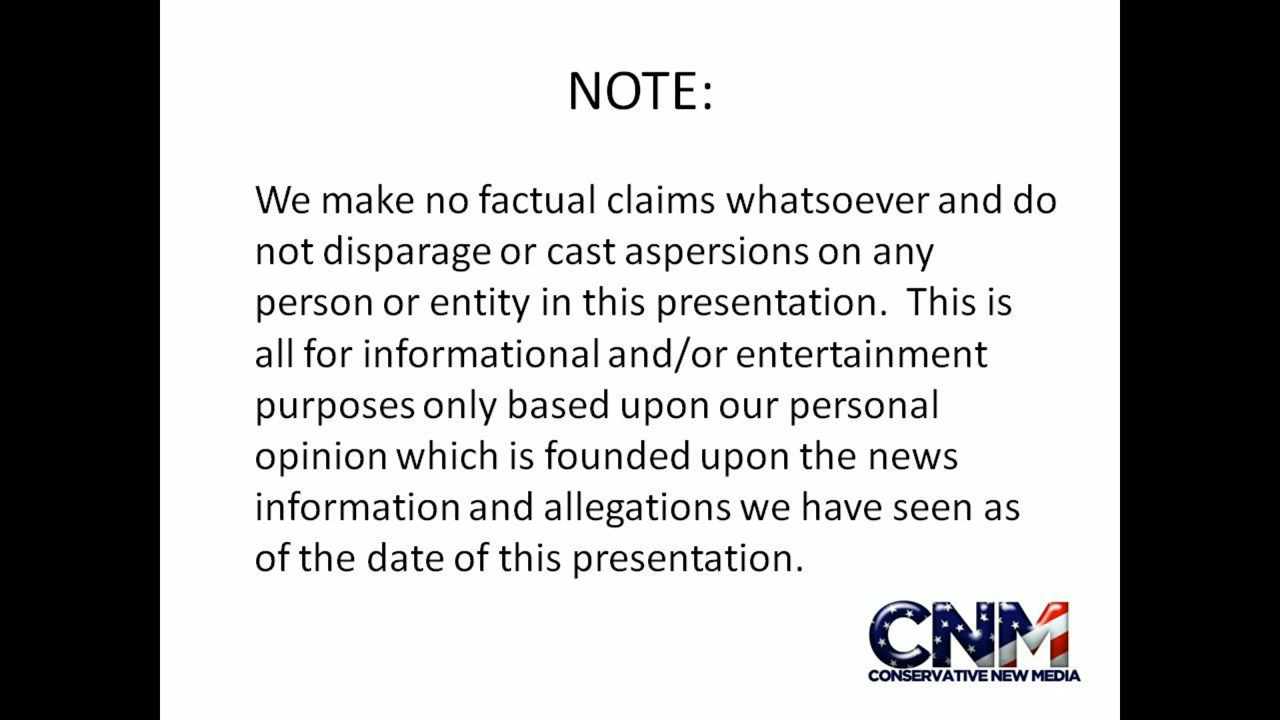 NOTE:
We make no factual claims whatsoever and do
not disparage or cast aspersions on any
person or entity in this presentation.  This is
all for informational and/or entertainment
purposes only based upon our personal
opinion which is founded upon the news
information and allegations we have seen as
of the date of this presentation.
CNM
CONSERVATIVE NEW MEDIA